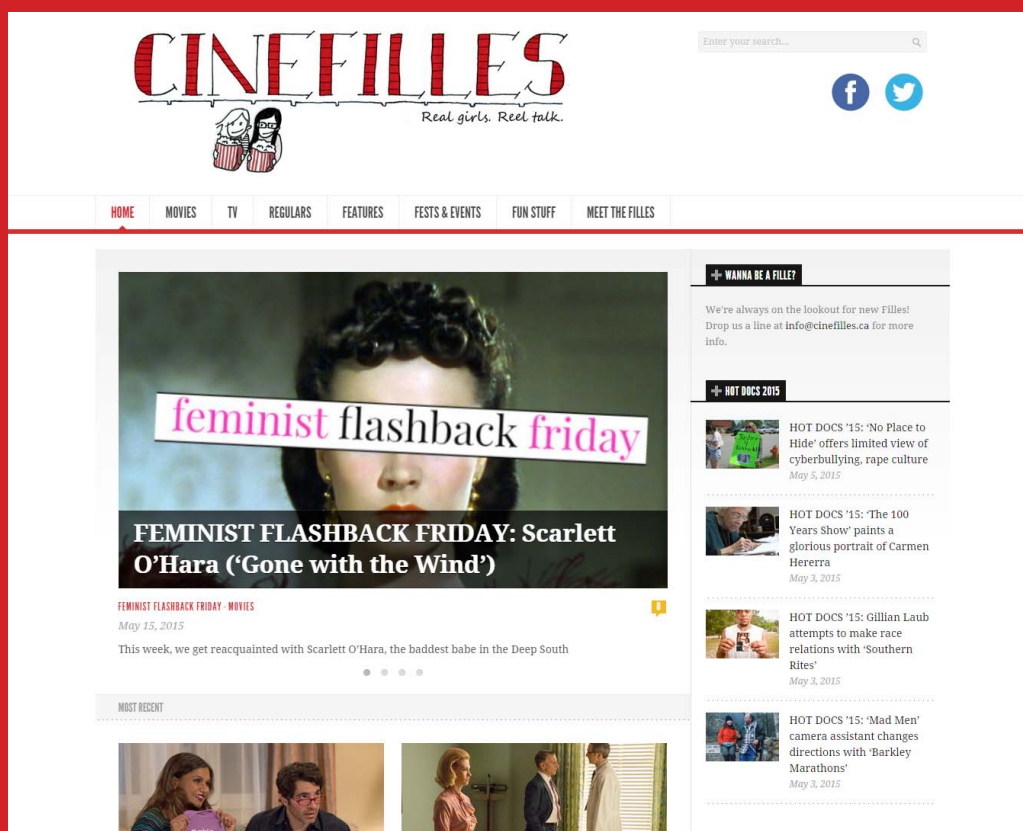 CINEFILLES
Real girls. Reel talk.
Enter your search...
HOME MOVIES TV REGULARS FEATURES FESTS & EVENTS FUN STUFF MEET THE FILLES
feminist flashback friday
FEMINIST FLASHBACK FRIDAY: Scarlett
O'Hara ('Gone with the Wind')
FEMINIST FLASHBACK FRIDAY · MOVIES
0
May 15, 2015
This week, we get reacquainted with Scarlett O'Hara, the baddest babe in the Deep South
MOST RECENT
WANNA BE A FILLE?
We're always on the lookout for new Filles!
Drop us a line at info@cinefilles.ca for more
info.
HOT DOCS 2015
HOT DOCS '15: 'No Place to
Hide' offers limited view of
cyberbullying, rape culture
May 5, 2015
HOT DOCS '15: 'The 100
Years Show' paints a
glorious portrait of Carmen
Hererra
May 3, 2015
HOT DOCS '15: Gillian Laub
attempts to make race
relations with 'Southern
Rites'
May 3, 2015
HOT DOCS '15: 'Mad Men'
camera assistant changes
directions with 'Barkley
Marathons'
May 3, 2015